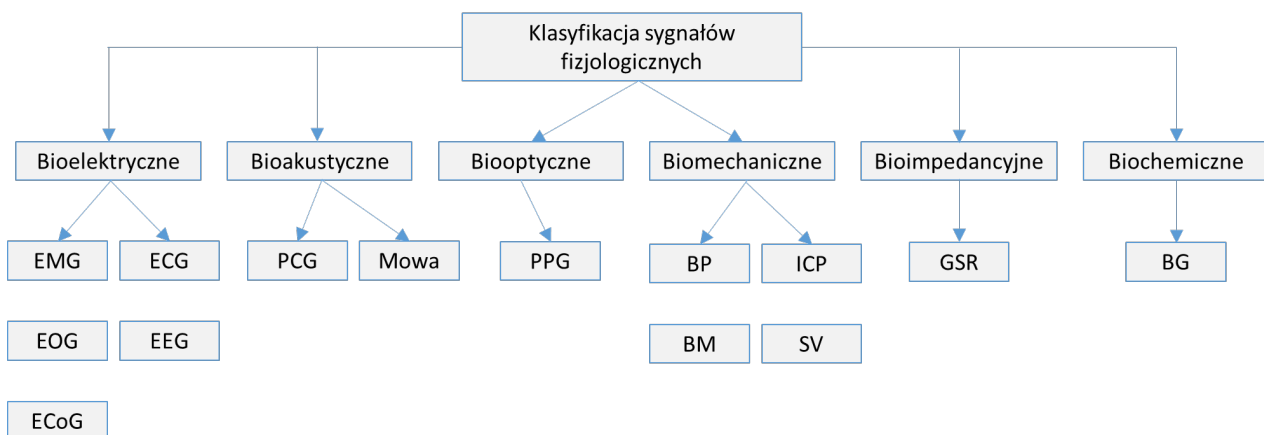 Klasyfikacja sygnałów
fizjologicznych
Bioelektryczne
Bioakustyczne
Biooptyczne
Biomechaniczne
Bioimpedancyjne
Biochemiczne
EMG
ECG
PCG
Mowa
PPG
BP
ICP
GSR
BG
EOG
EEG
BM
SV
ECoG